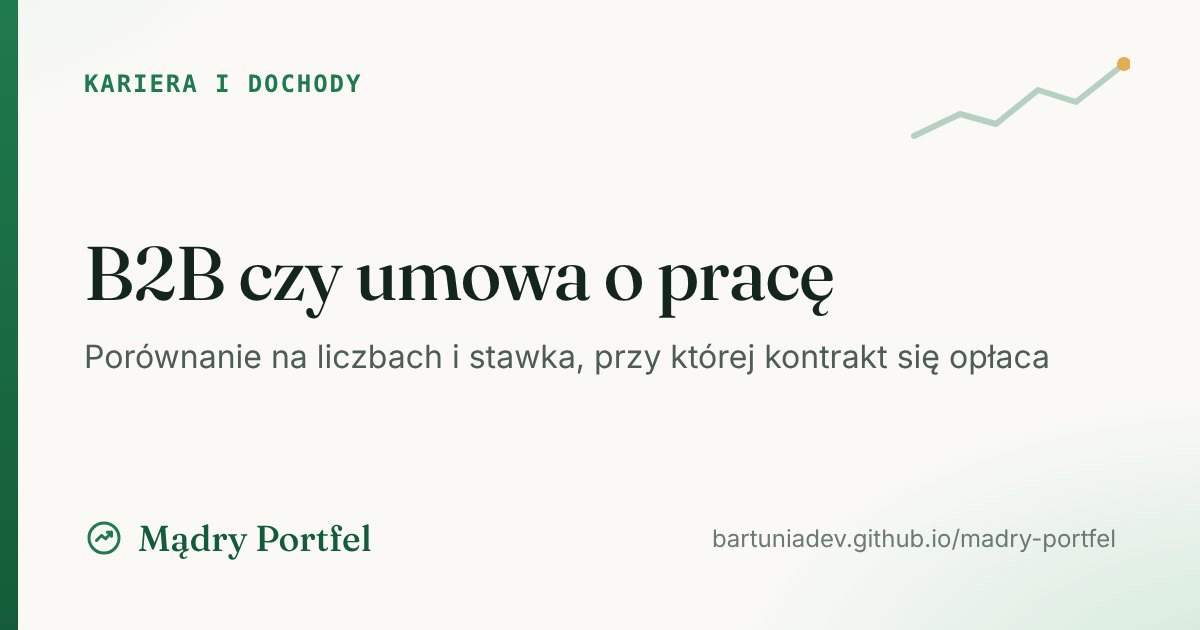 KARIERA I DOCHODY
B2B czy umowa o pracę
Porównanie na liczbach i stawka, przy której kontrakt się opłaca
Mądry Portfel
bartuniadev.github.io/madry-portfel